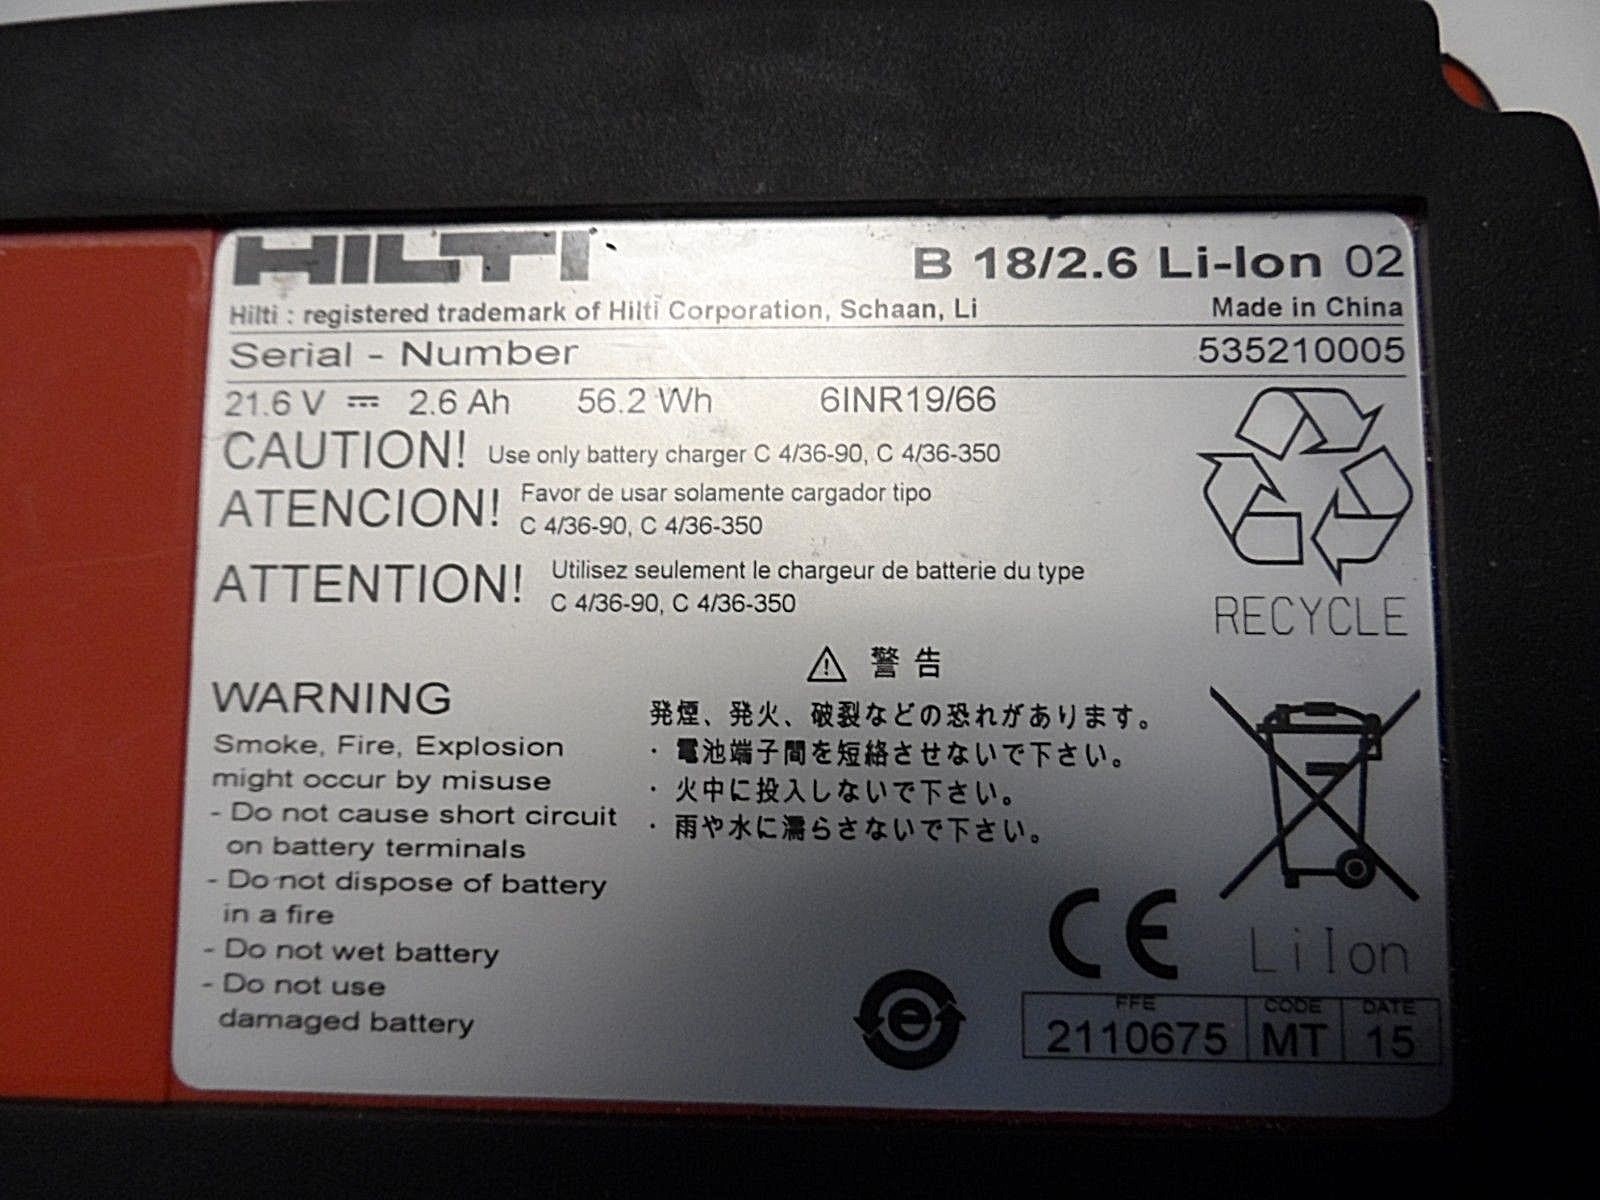 HILTI
B 18/2.6 Li-Ion 02
Hilti : registered trademark of Hilti Corporation, Schaan, Li
Made in China
Serial - Number 535210005
21.6 V ⎓ 2.6 Ah 56.2 Wh 6INR19/66
CAUTION! Use only battery charger C 4/36-90, C 4/36-350
ATENCION! Favor de usar solamente cargador tipo
C 4/36-90, C 4/36-350
ATTENTION! Utilisez seulement le chargeur de batterie du type
C 4/36-90, C 4/36-350
RECYCLE
WARNING
Smoke, Fire, Explosion
might occur by misuse
- Do not cause short circuit
on battery terminals
- Do not dispose of battery
in a fire
- Do not wet battery
- Do not use
damaged battery
⚠ 警告
発煙、発火、破裂などの恐れがあります。
・電池端子間を短絡させないで下さい。
・火中に投入しないで下さい。
・雨や水に濡らさないで下さい。
CE
Li Ion
e
FFE CODE DATE
2110675 MT 15